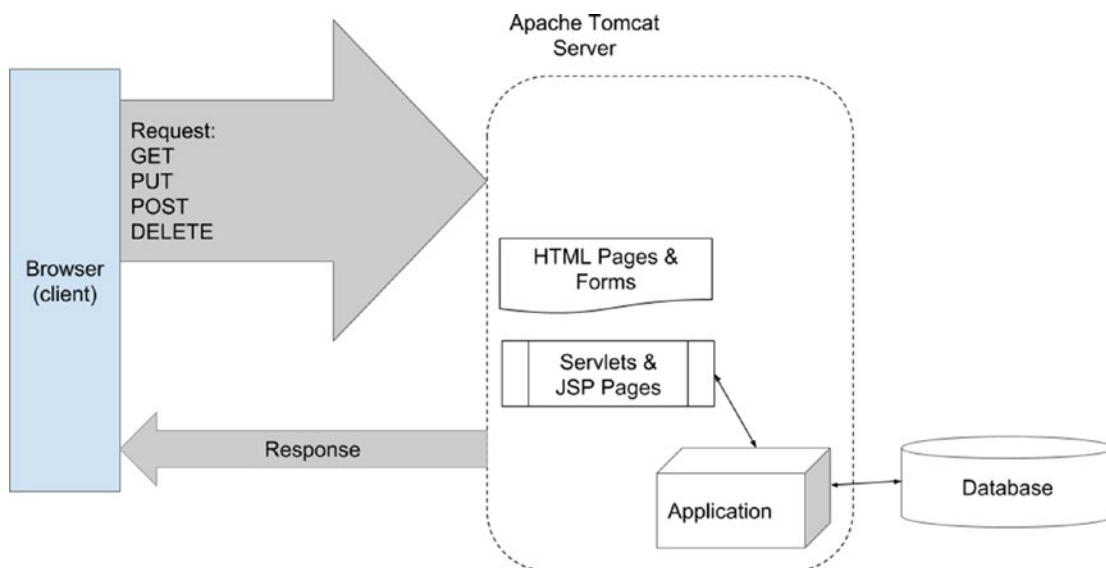 Apache Tomcat
Server
Request:
GET
PUT
POST
DELETE
Browser
(client)
HTML Pages &
Forms
Servlets &
JSP Pages
Response
Application
Database